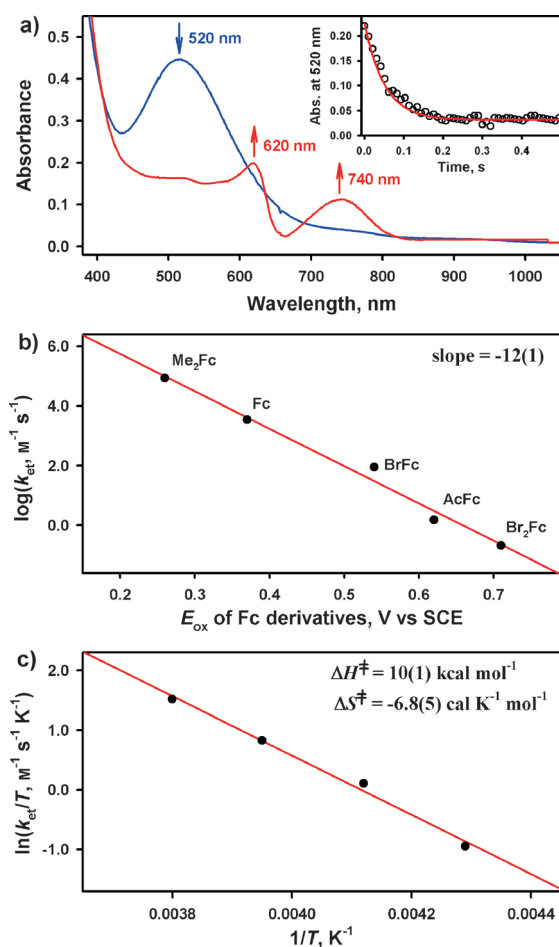 a)
520 nm
620 nm
740 nm
Absorbance
0.5
0.4
0.3
0.2
0.1
0.0
400 500 600 700 800 900 1000
Wavelength, nm
Abs. at 520 nm
0.20
0.15
0.10
0.05
0.00
0.0 0.1 0.2 0.3 0.4
Time, s
b)
slope = -12(1)
Me₂Fc
Fc
BrFc
AcFc
Br₂Fc
log(kₑₜ, M⁻¹ s⁻¹)
6.0
4.0
2.0
0.0
0.2 0.3 0.4 0.5 0.6 0.7
Eₒₓ of Fc derivatives, V vs SCE
c)
ΔH‡ = 10(1) kcal mol⁻¹
ΔS‡ = -6.8(5) cal K⁻¹ mol⁻¹
ln(kₑₜ/T, M⁻¹ s⁻¹ K⁻¹)
2.0
1.0
0.0
-1.0
0.0038 0.0040 0.0042 0.0044
1/T, K⁻¹